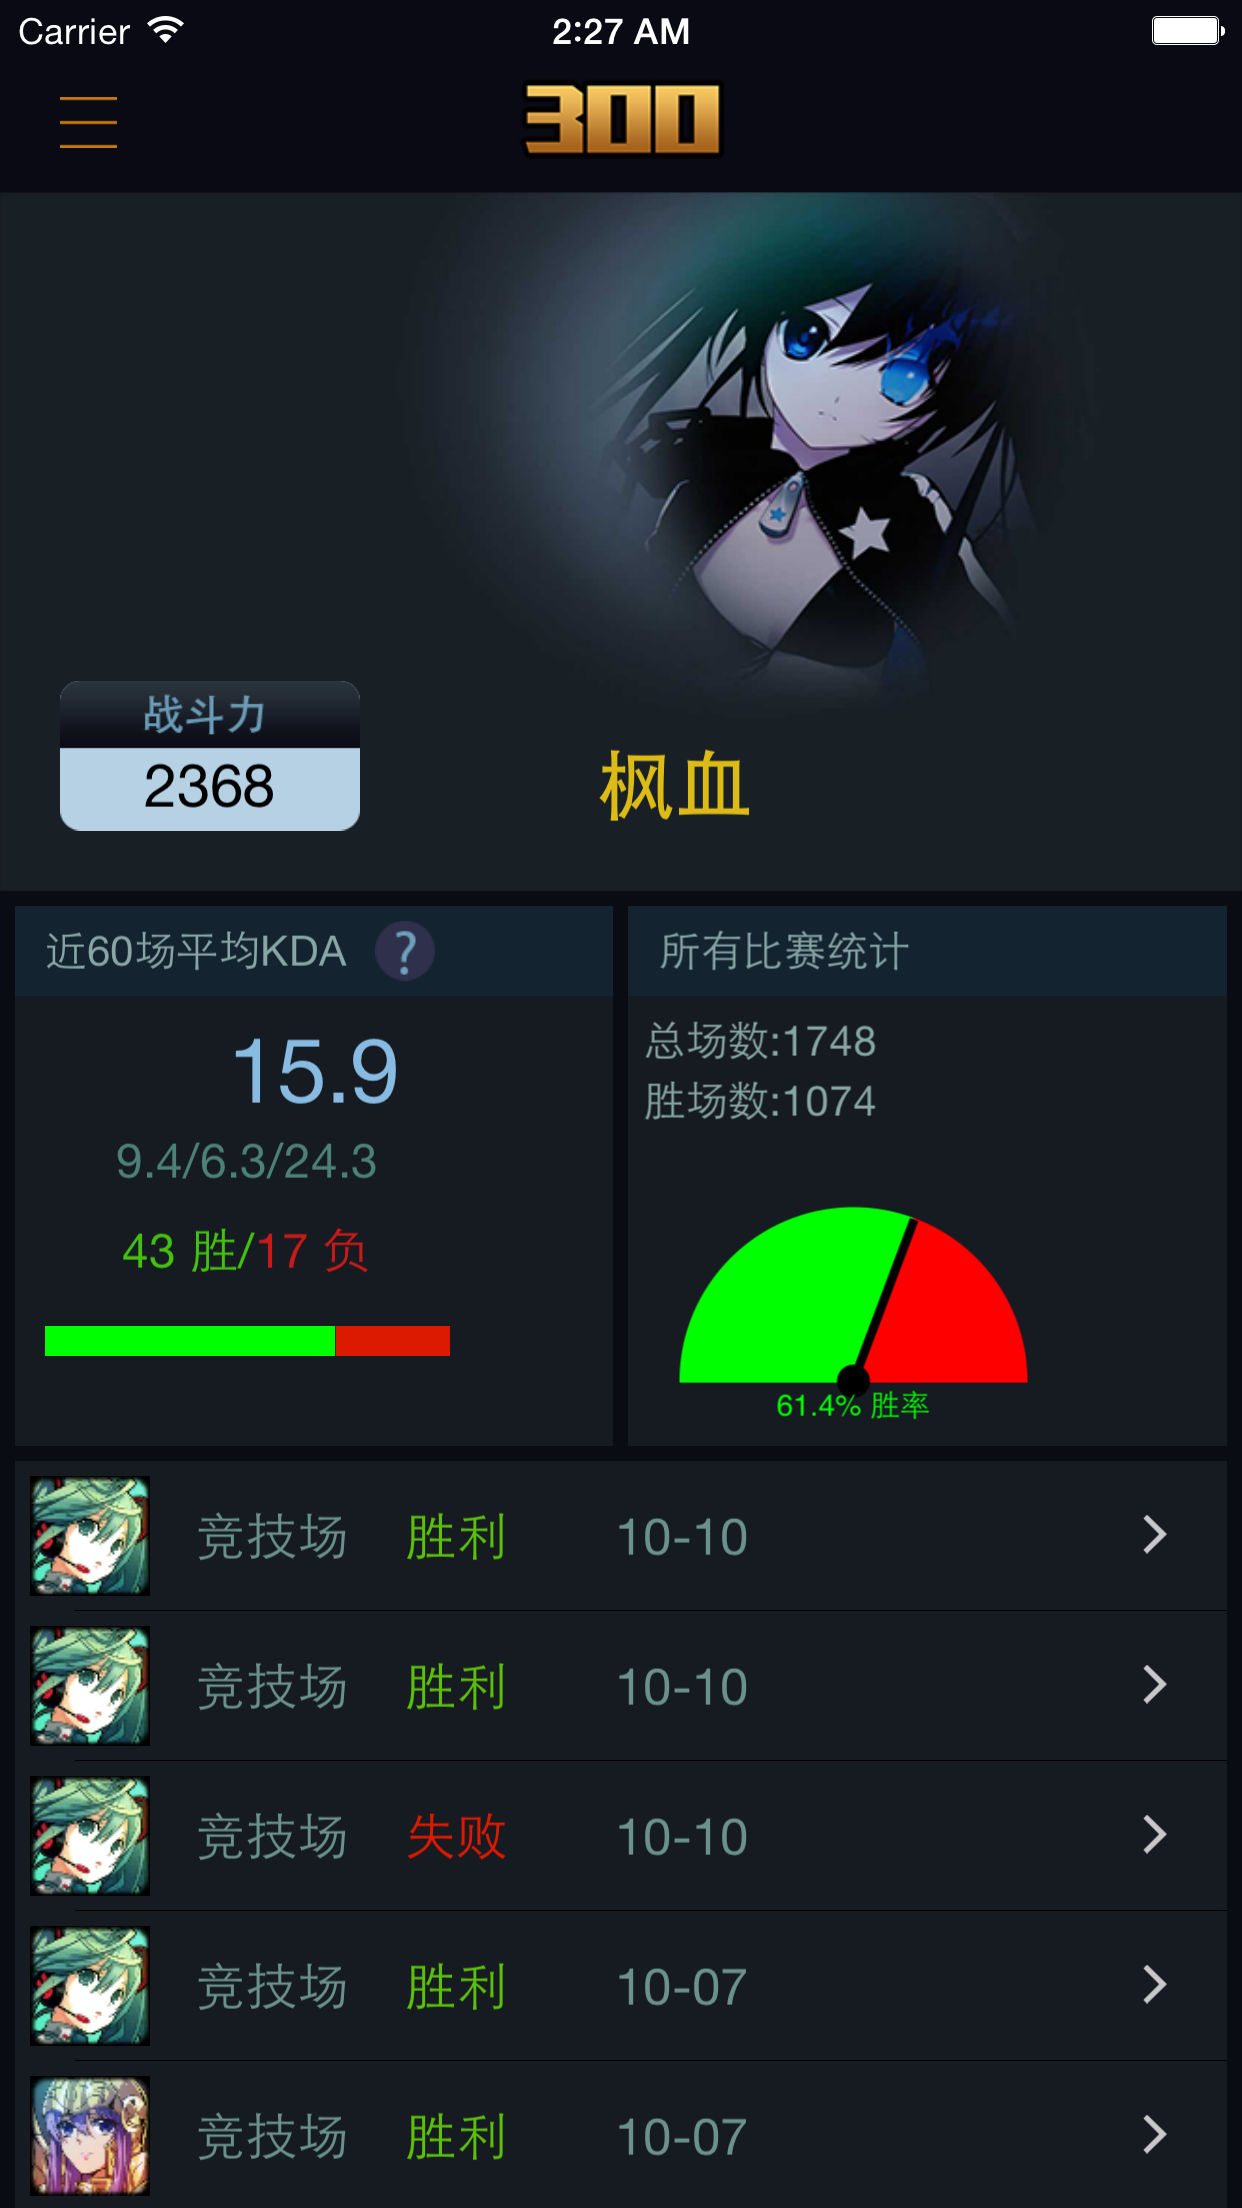 Carrier 2:27 AM
300
战斗力
2368
枫血
近60场平均KDA ?
15.9
9.4/6.3/24.3
43 胜/17 负
所有比赛统计
总场数:1748
胜场数:1074
61.4% 胜率
竞技场 胜利 10-10
竞技场 胜利 10-10
竞技场 失败 10-10
竞技场 胜利 10-07
竞技场 胜利 10-07